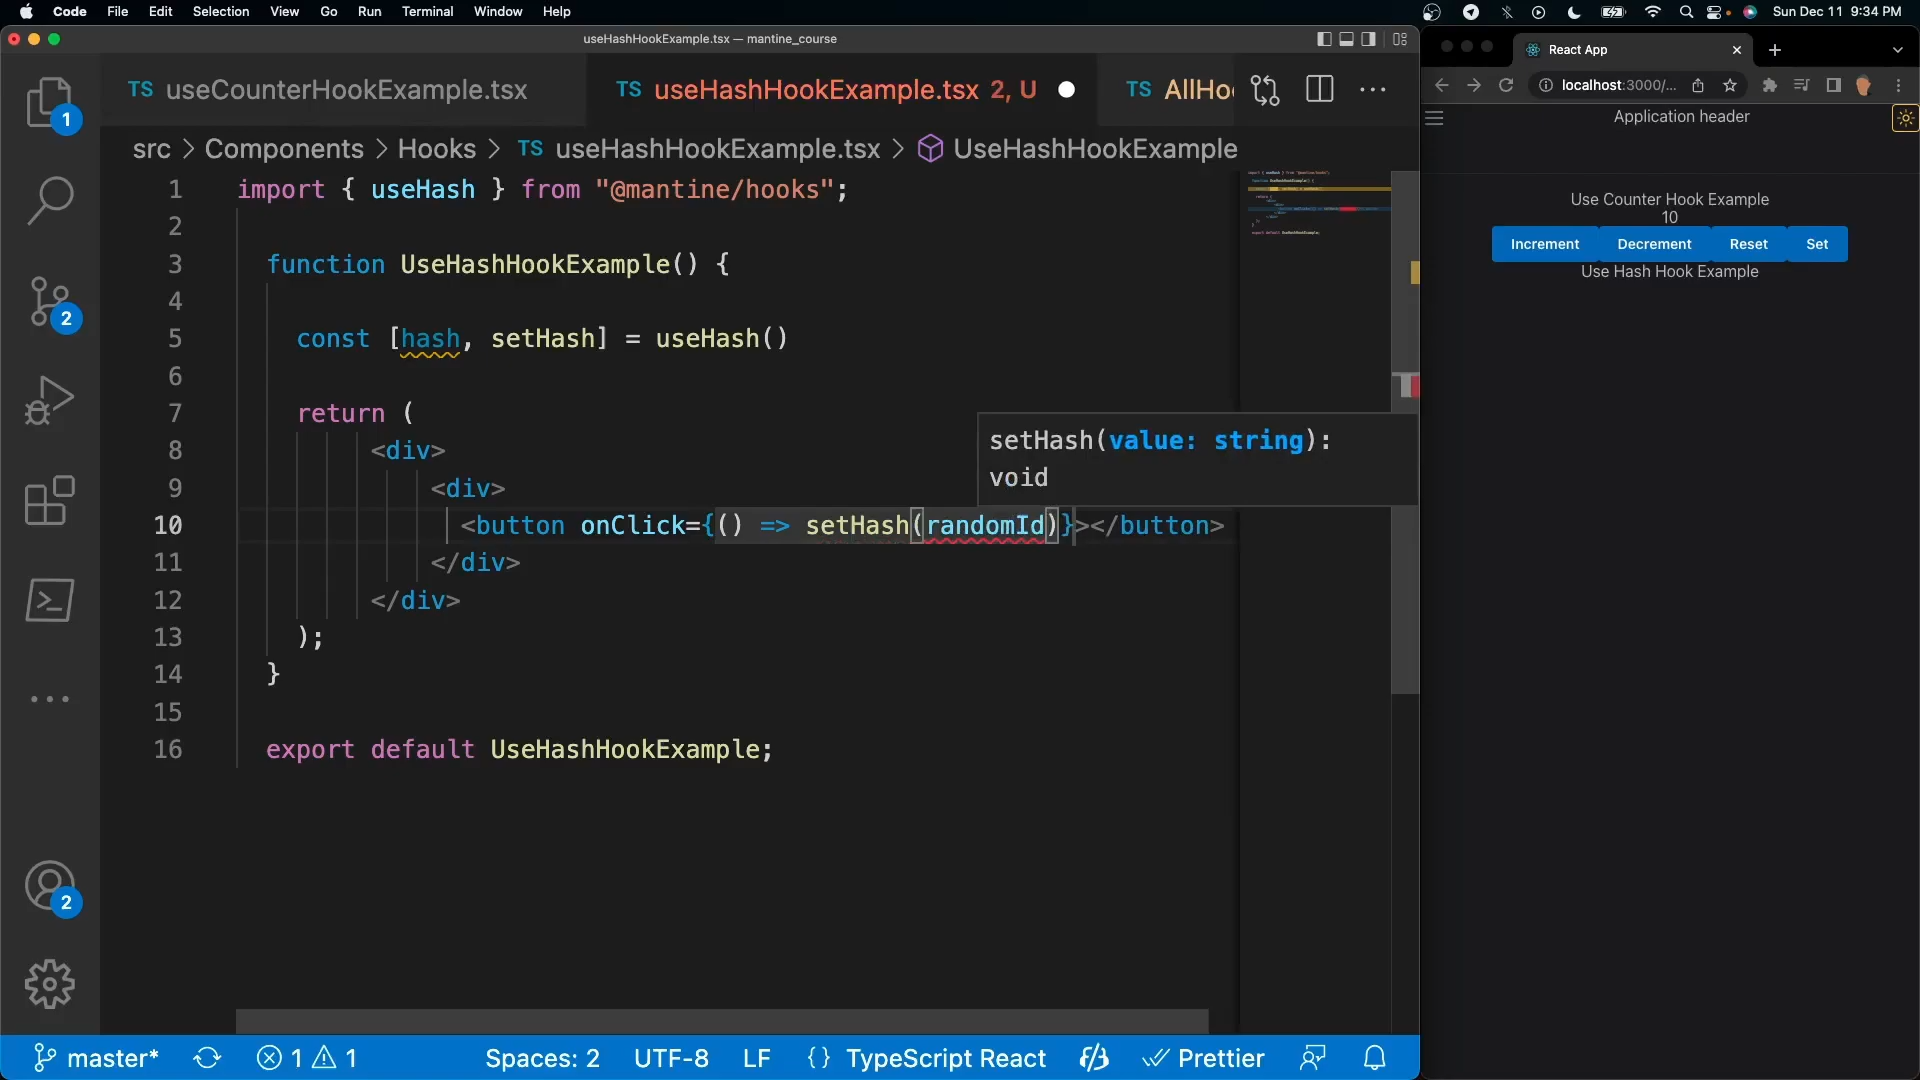 Code File Edit Selection View Go Run Terminal Window Help Sun Dec 11 9:34 PM
useHashHookExample.tsx — mantine_course
TS useCounterHookExample.tsx
TS useHashHookExample.tsx 2, U
TS AllHo
src > Components > Hooks > TS useHashHookExample.tsx > UseHashHookExample
1 import { useHash } from "@mantine/hooks";
2
3 function UseHashHookExample() {
4
5 const [hash, setHash] = useHash()
6
7 return (
8 <div>
9 <div>
10 <button onClick={() => setHash(randomId)}></button>
11 </div>
12 </div>
13 );
14 }
15
16 export default UseHashHookExample;
setHash(value: string):
void
1
2
2
master* 1 1 Spaces: 2 UTF-8 LF {} TypeScript React Prettier
React App
localhost:3000/...
Application header
Use Counter Hook Example
10
Increment Decrement Reset Set
Use Hash Hook Example